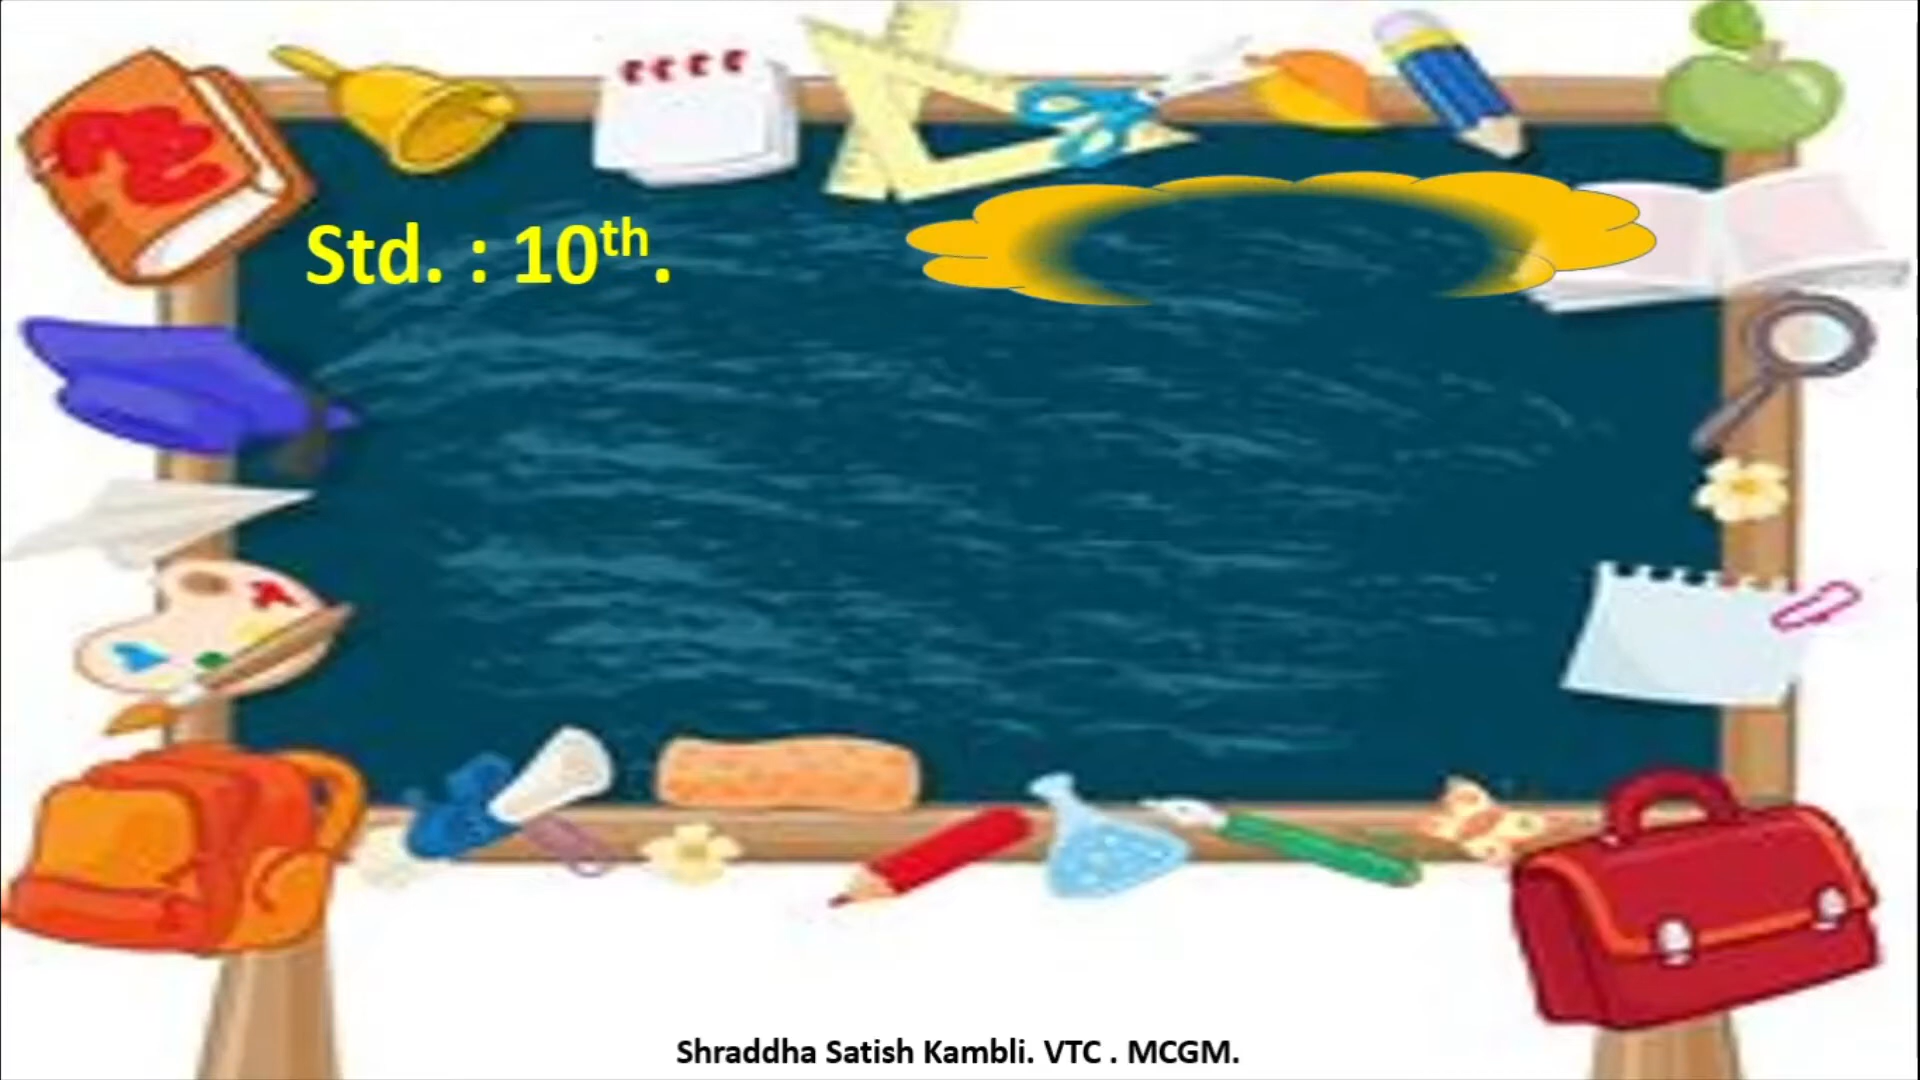 Std. : 10th.
Shraddha Satish Kambli. VTC . MCGM.